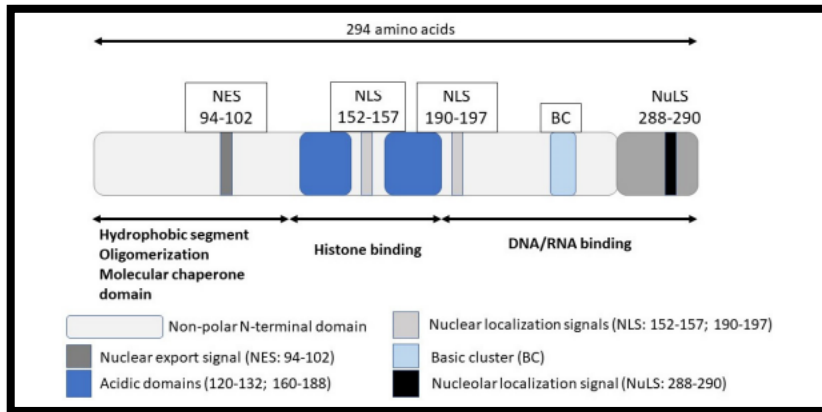 294 amino acids
NES
94-102
NLS
152-157
NLS
190-197
BC
NuLS
288-290
Hydrophobic segment
Oligomerization
Molecular chaperone
domain
Histone binding
DNA/RNA binding
Non-polar N-terminal domain
Nuclear export signal (NES: 94-102)
Acidic domains (120-132; 160-188)
Nuclear localization signals (NLS: 152-157; 190-197)
Basic cluster (BC)
Nucleolar localization signal (NuLS: 288-290)